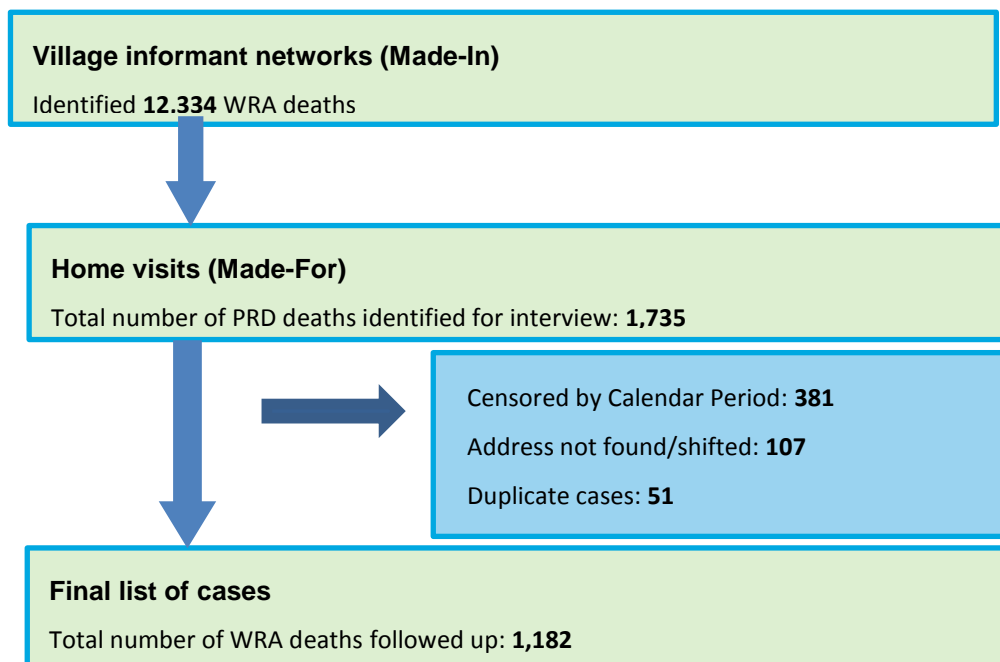 Village informant networks (Made-In)
Identified 12.334 WRA deaths
Home visits (Made-For)
Total number of PRD deaths identified for interview: 1,735
Censored by Calendar Period: 381
Address not found/shifted: 107
Duplicate cases: 51
Final list of cases
Total number of WRA deaths followed up: 1,182